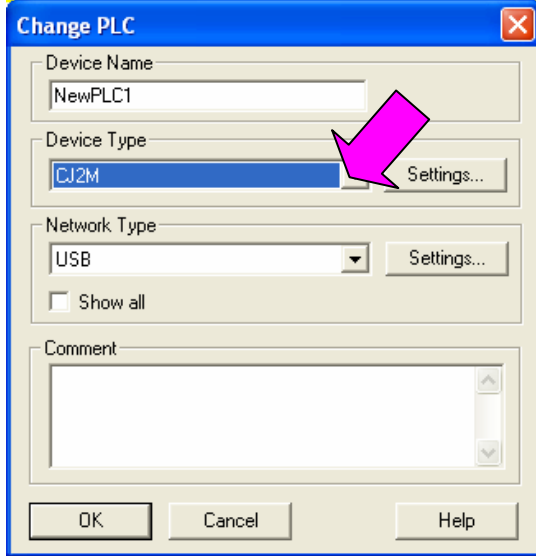 Change PLC
Device Name
NewPLC1
Device Type
CJ2M
Settings...
Network Type
USB
Settings...
Show all
Comment
OK
Cancel
Help